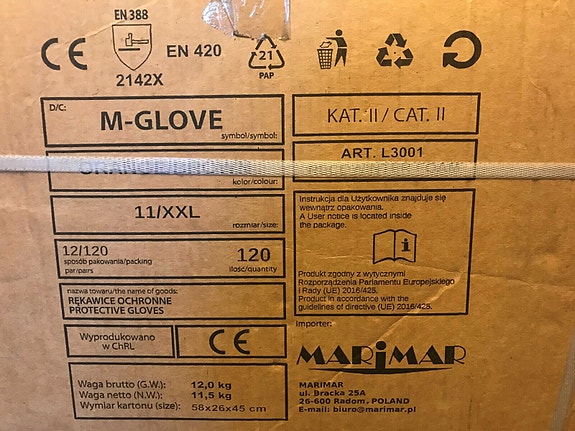 CE
EN 388
2142X
EN 420
21
PAP
D/C:
M-GLOVE
symbol/symbol:
KAT. II / CAT. II
kolor/colour:
ART. L3001
11/XXL
rozmiar/size:
Instrukcja dla Użytkownika znajduje się
wewnątrz opakowania.
A User notice is located inside
the package.
i
12/120
sposób pakowania/packing
par/pairs
120
ilość/quantity
Produkt zgodny z wytycznymi
Rozporządzenia Parlamentu Europejskiego
i Rady (UE) 2016/425.
Product in accordance with the
guidelines of directive (UE) 2016/425.
nazwa towaru/the name of goods:
RĘKAWICE OCHRONNE
PROTECTIVE GLOVES
Wyprodukowano
w ChRL
CE
Importer:
MARiMAR
MARIMAR
ul. Bracka 25A
26-600 Radom, POLAND
E-mail: biuro@marimar.pl
Waga brutto (G.W.): 12,0 kg
Waga netto (N.W.): 11,5 kg
Wymiar kartonu (size): 58x26x45 cm